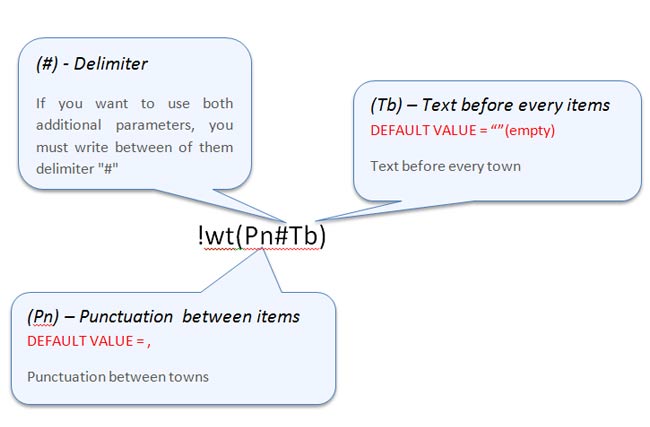 (#) - Delimiter
If you want to use both
additional parameters, you
must write between of them
delimiter "#"
(Tb) – Text before every items
DEFAULT VALUE = “”(empty)
Text before every town
!wt(Pn#Tb)
(Pn) – Punctuation between items
DEFAULT VALUE = ,
Punctuation between towns